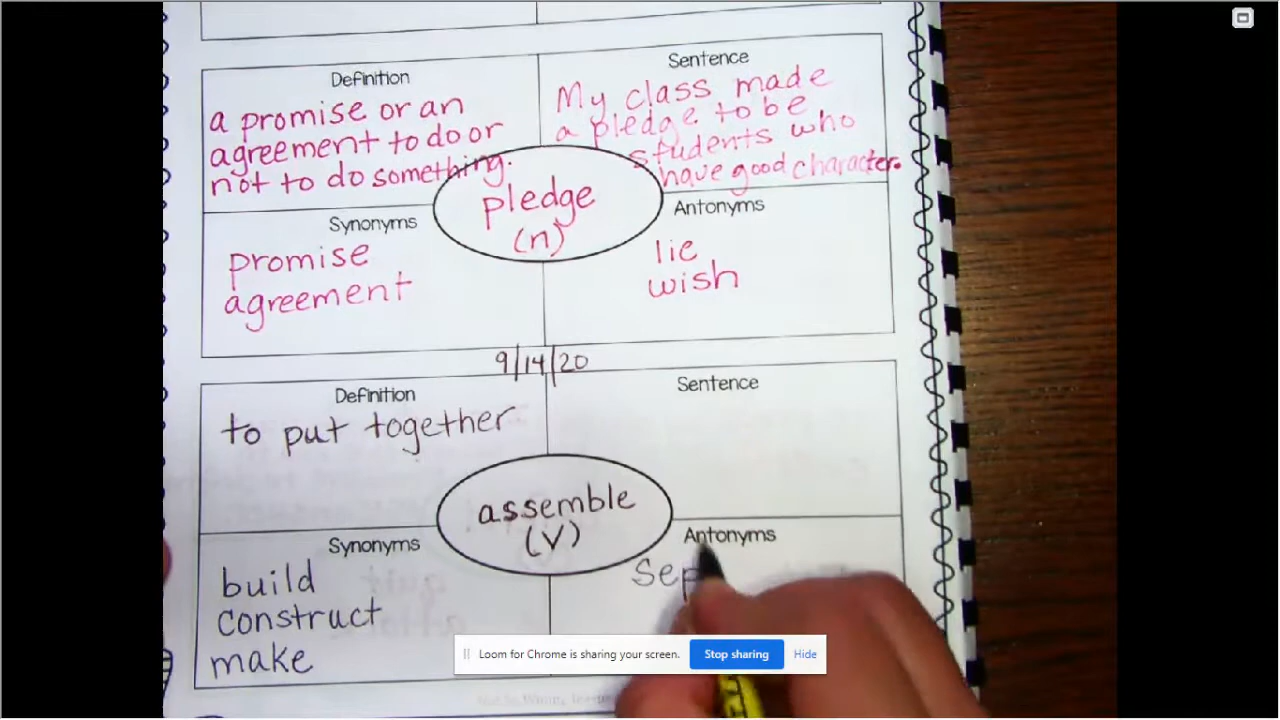 Definition
a promise or an
agreement to do or
not to do something.
Sentence
My class made
a pledge to be
students who
have good character.
pledge
(n)
Synonyms
promise
agreement
Antonyms
lie
wish
9/14/20
Definition
to put together
Sentence
assemble
(v)
Synonyms
build
construct
make
Antonyms
Sep
Loom for Chrome is sharing your screen.
Stop sharing
Hide